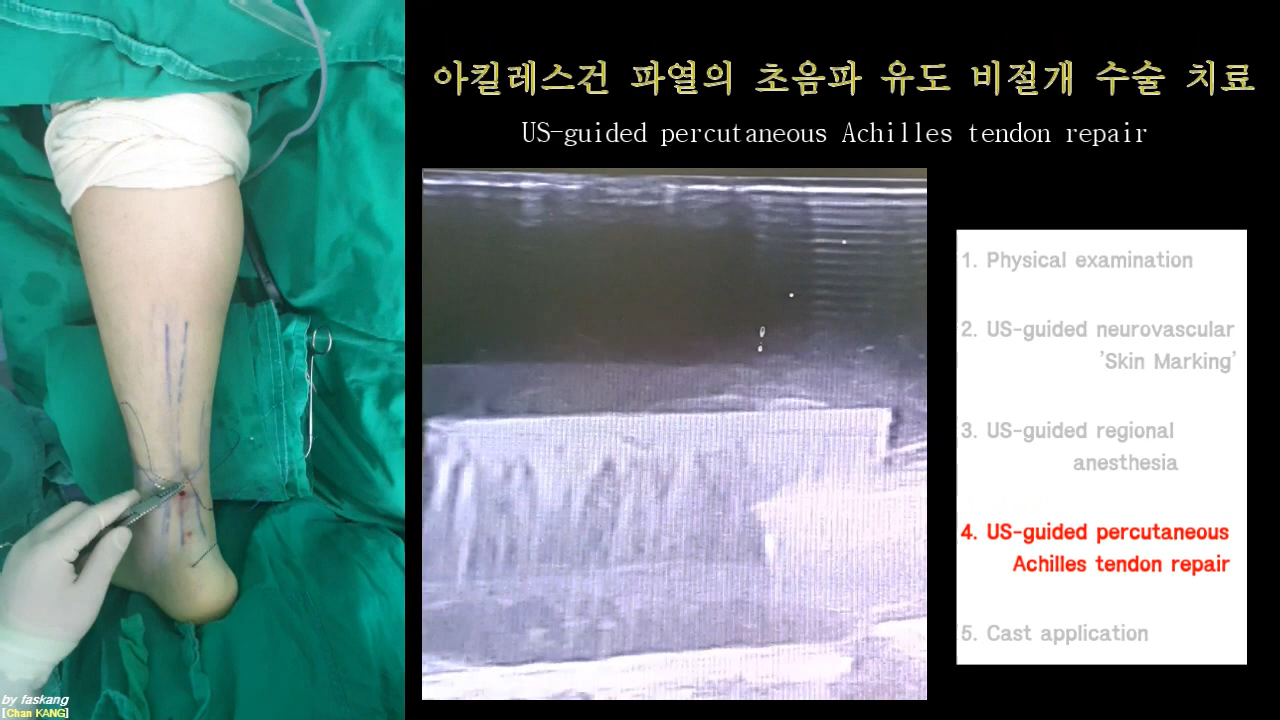 아킬레스건 파열의 초음파 유도 비절개 수술 치료
US-guided percutaneous Achilles tendon repair
1. Physical examination
2. US-guided neurovascular
'Skin Marking'
3. US-guided regional
anesthesia
4. US-guided percutaneous
Achilles tendon repair
5. Cast application
by faskang
[Chan KANG]